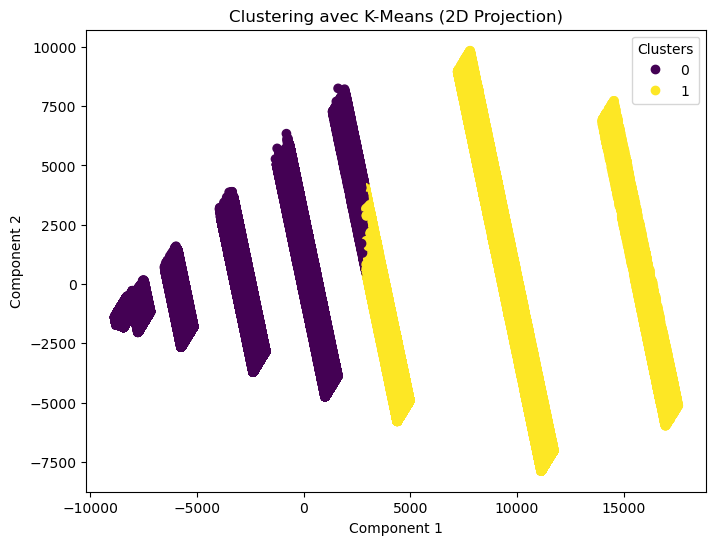 Clustering avec K-Means (2D Projection)
Clusters
0
1
10000
7500
5000
2500
0
−2500
−5000
−7500
Component 2
−10000 −5000 0 5000 10000 15000
Component 1